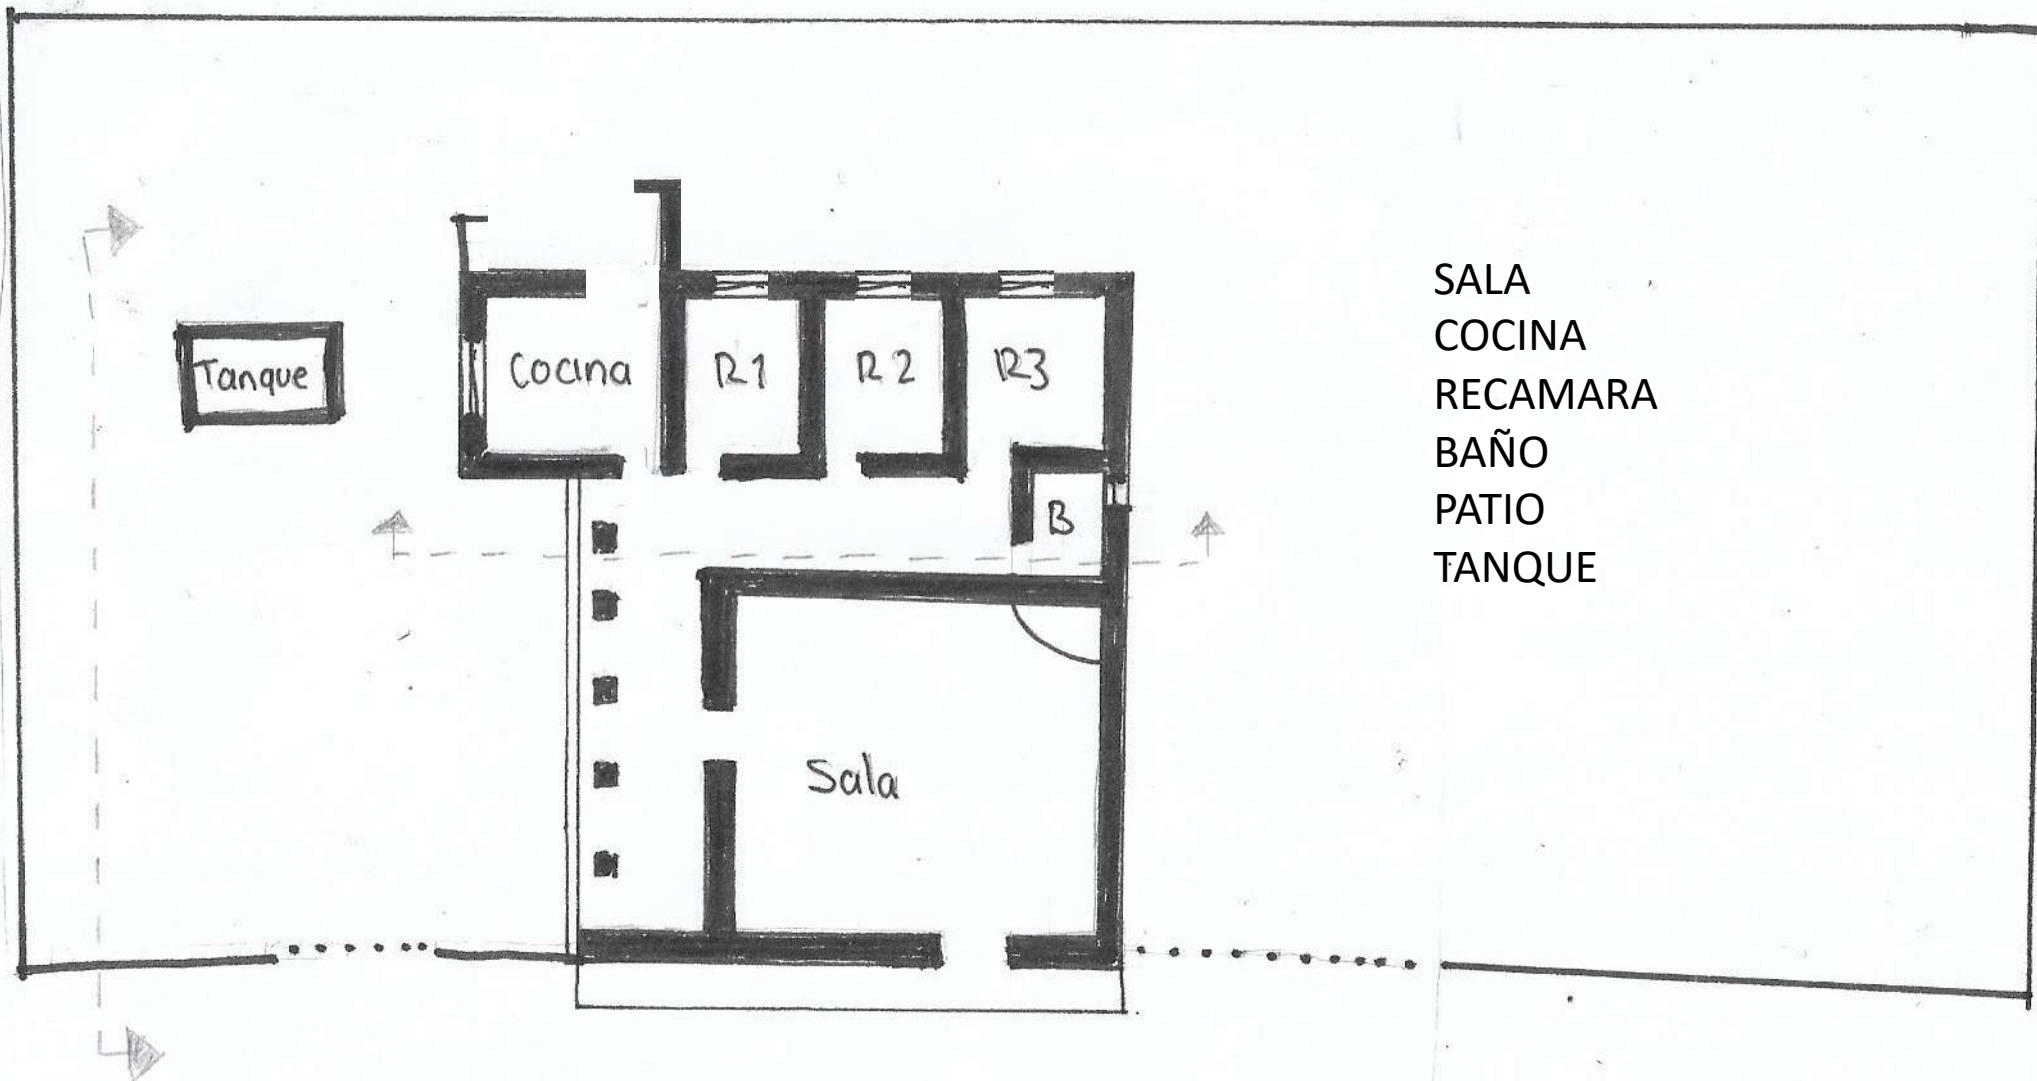 SALA
COCINA
RECAMARA
BAÑO
PATIO
TANQUE
Tanque
Cocina
R1
R2
R3
B
Sala